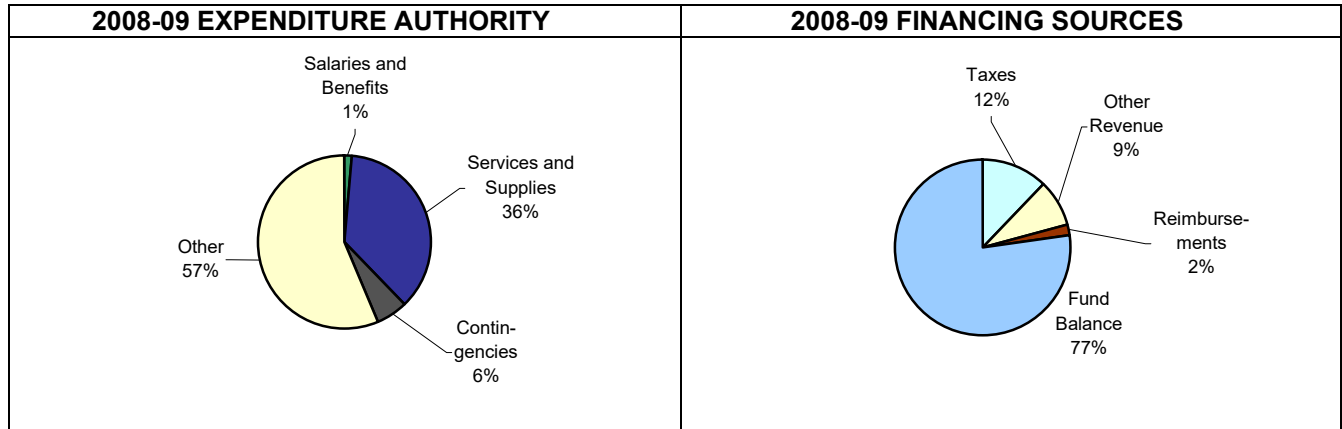 2008-09 EXPENDITURE AUTHORITY
Salaries and
Benefits
1%
Services and
Supplies
36%
Contin-
gencies
6%
Other
57%
2008-09 FINANCING SOURCES
Taxes
12%
Other
Revenue
9%
Reimburse-
ments
2%
Fund
Balance
77%